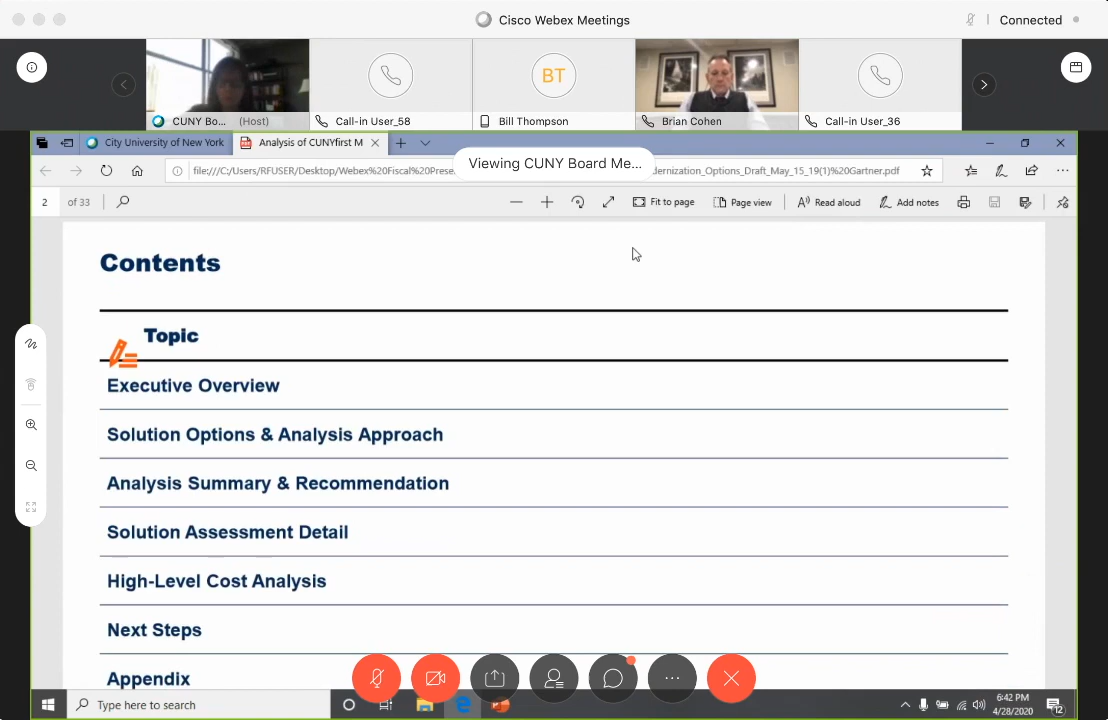 Cisco Webex Meetings
Connected
CUNY Bo... (Host)
Call-in User_58
BT
Bill Thompson
Brian Cohen
Call-in User_36
City University of New York
Analysis of CUNYfirst M
Viewing CUNY Board Me...
file:///C:/Users/RFUSER/Desktop/Webex%20Fiscal%20Prese
dernization_Options_Draft_May_15_19(1)%20Gartner.pdf
2 of 33
Fit to page
Page view
Read aloud
Add notes
Contents
Topic
Executive Overview
Solution Options & Analysis Approach
Analysis Summary & Recommendation
Solution Assessment Detail
High-Level Cost Analysis
Next Steps
Appendix
Type here to search
6:42 PM
4/28/2020
12